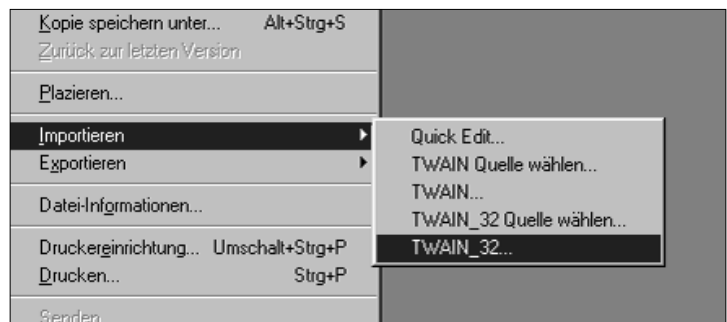 Kopie speichern unter... Alt+Strg+S
Zurück zur letzten Version
Plazieren...
Importieren
Exportieren
Datei-Informationen...
Druckereinrichtung... Umschalt+Strg+P
Drucken... Strg+P
Senden
Quick Edit...
TWAIN Quelle wählen...
TWAIN...
TWAIN_32 Quelle wählen...
TWAIN_32...